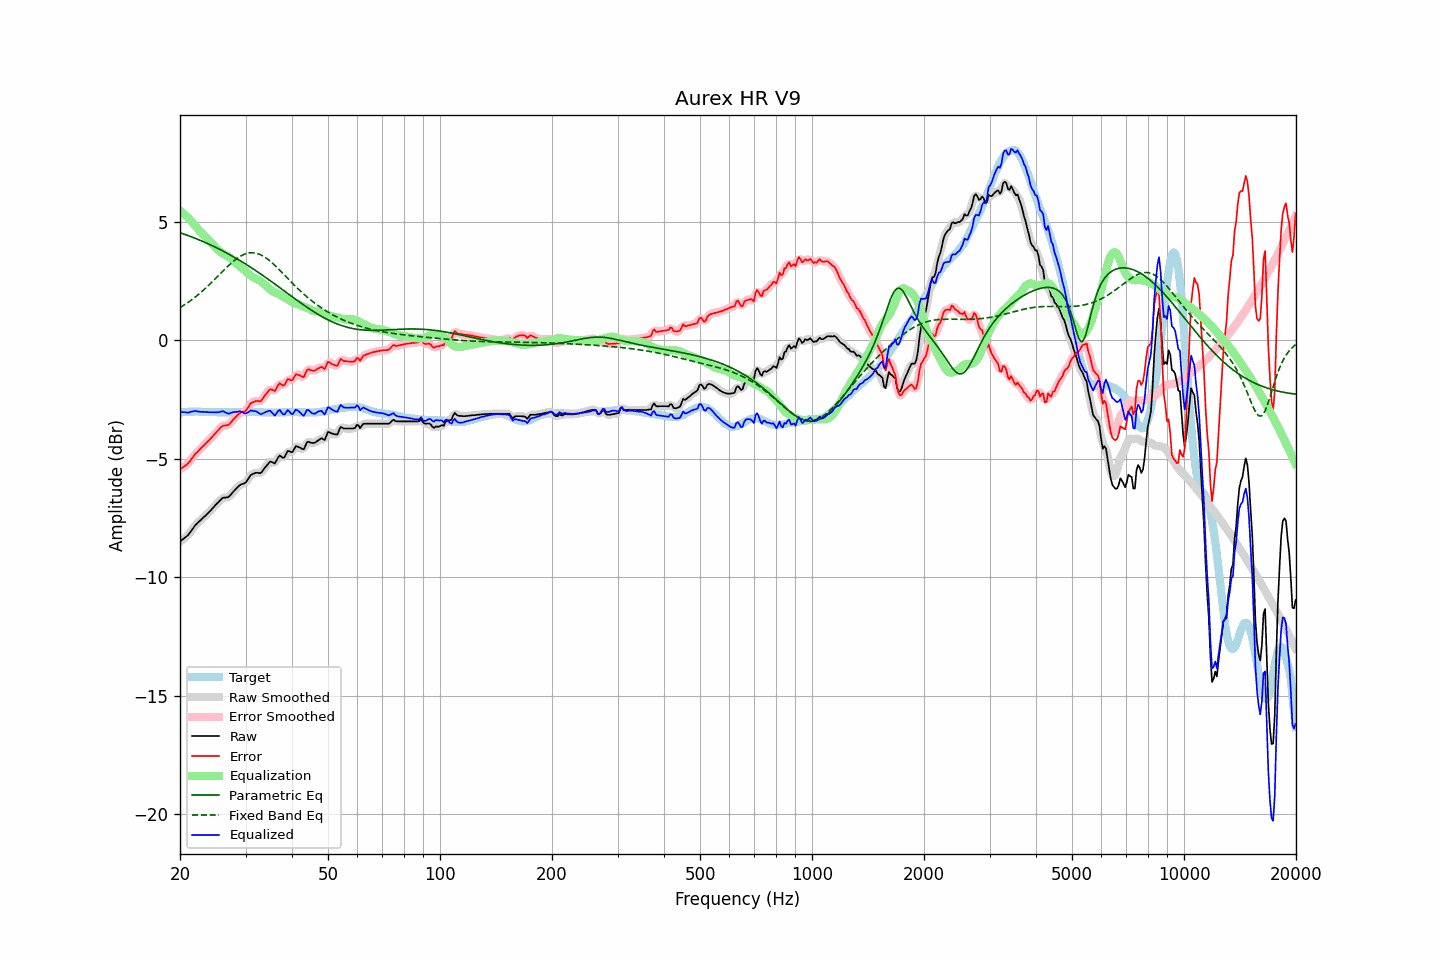 Aurex HR V9
Amplitude (dBr)
5
0
−5
−10
−15
−20
Target
Raw Smoothed
Error Smoothed
Raw
Error
Equalization
Parametric Eq
Fixed Band Eq
Equalized
20 50 100 200 500 1000 2000 5000 10000 20000
Frequency (Hz)